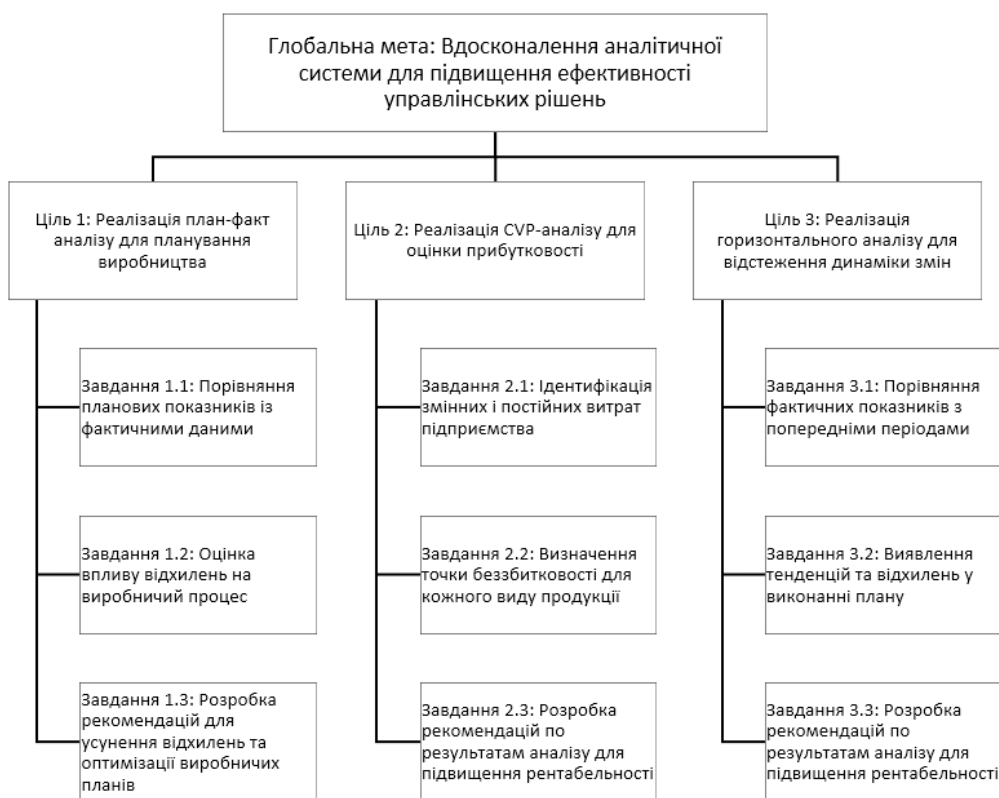 Глобальна мета: Вдосконалення аналітичної
системи для підвищення ефективності
управлінських рішень
Ціль 1: Реалізація план-факт
аналізу для планування
виробництва
Ціль 2: Реалізація CVP-аналізу для
оцінки прибутковості
Ціль 3: Реалізація
горизонтального аналізу для
відстеження динаміки змін
Завдання 1.1: Порівняння
планових показників із
фактичними даними
Завдання 2.1: Ідентифікація
змінних і постійних витрат
підприємства
Завдання 3.1: Порівняння
фактичних показників з
попередніми періодами
Завдання 1.2: Оцінка
впливу відхилень на
виробничий процес
Завдання 2.2: Визначення
точки беззбитковості для
кожного виду продукції
Завдання 3.2: Виявлення
тенденцій та відхилень у
виконанні плану
Завдання 1.3: Розробка
рекомендацій для
усунення відхилень та
оптимізації виробничих
планів
Завдання 2.3: Розробка
рекомендацій по
результатам аналізу для
підвищення рентабельності
Завдання 3.3: Розробка
рекомендацій по
результатам аналізу для
підвищення рентабельності